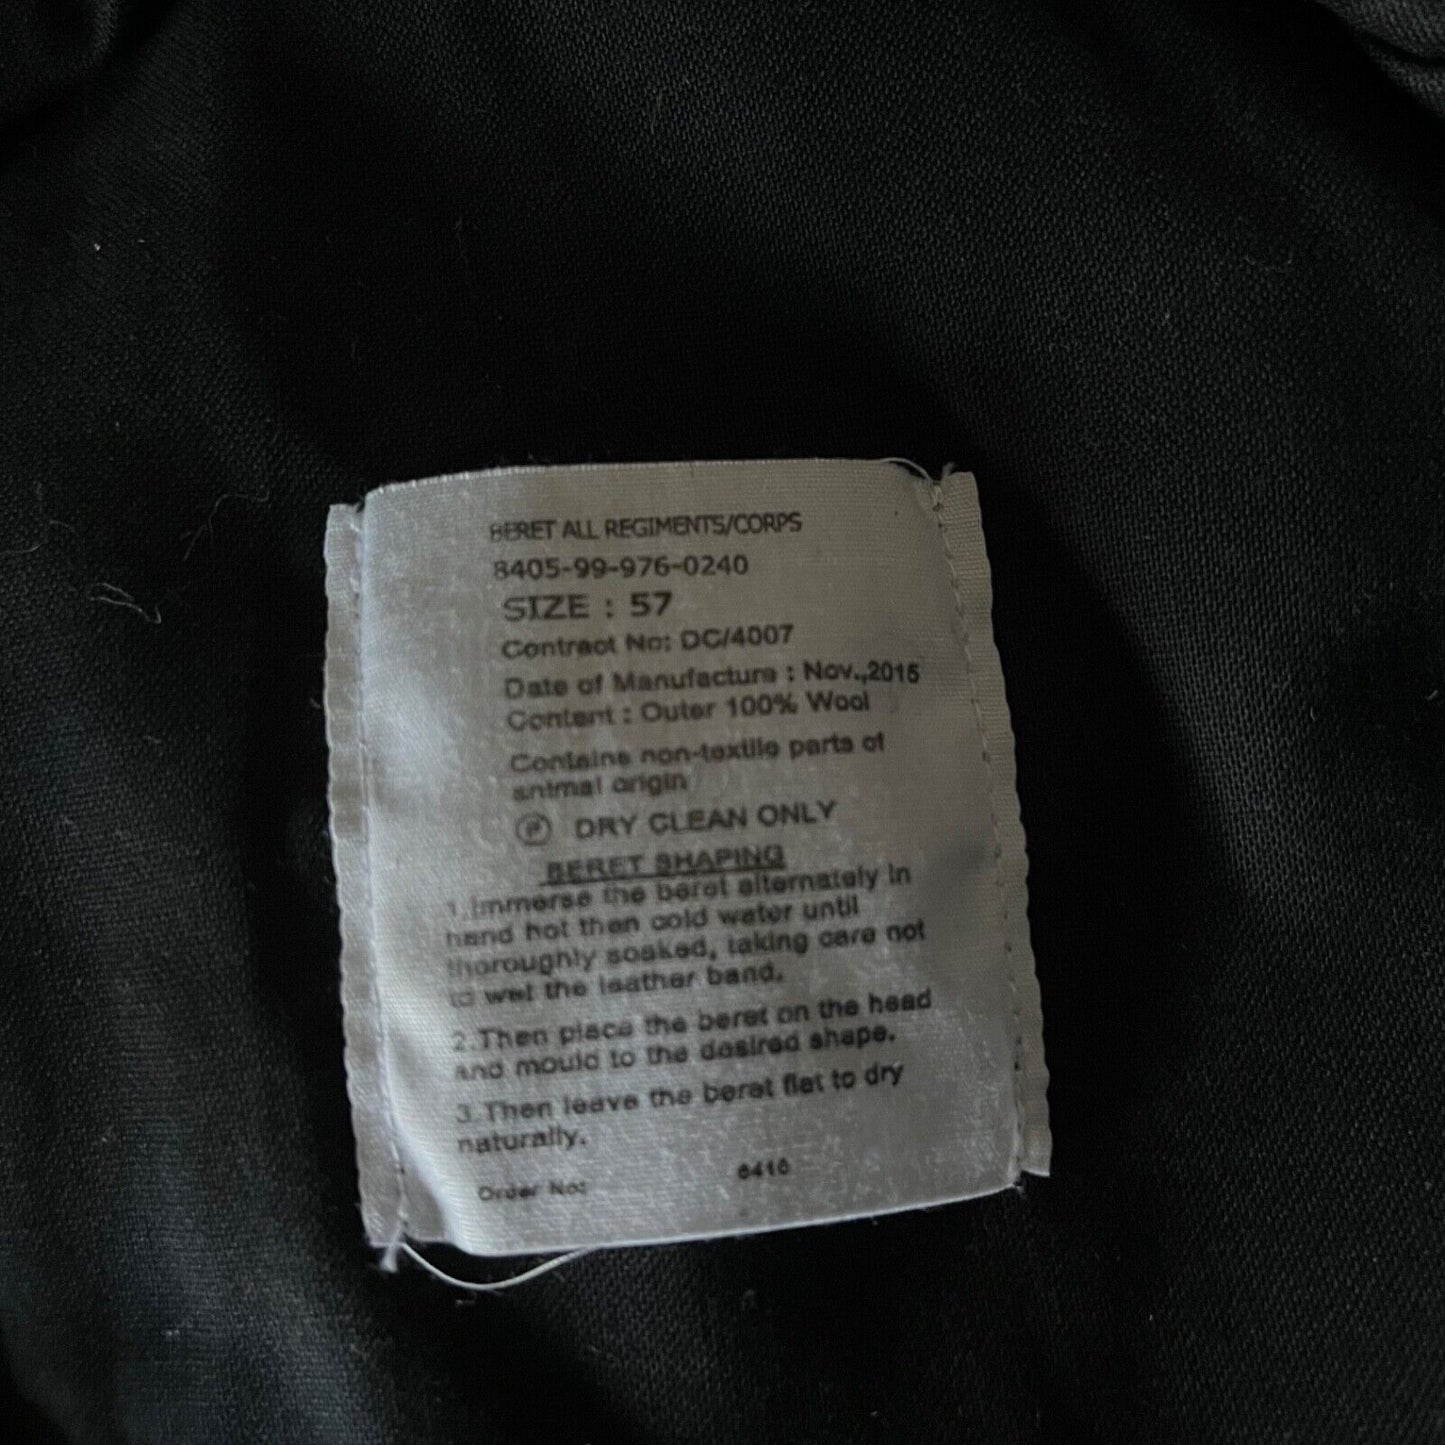 BERET ALL REGIMENTS/CORPS
8405-99-976-0240
SIZE : 57
Contract No: DC/4007
Date of Manufacture : Nov.,2015
Content : Outer 100% Wool
Contains non-textile parts of
animal origin
P DRY CLEAN ONLY
BERET SHAPING
1.Immerse the beret alternately in
hand hot then cold water until
thoroughly soaked, taking care not
to wet the leather band.
2.Then place the beret on the head
and mould to the desired shape.
3.Then leave the beret flat to dry
naturally.
Order No: 6416